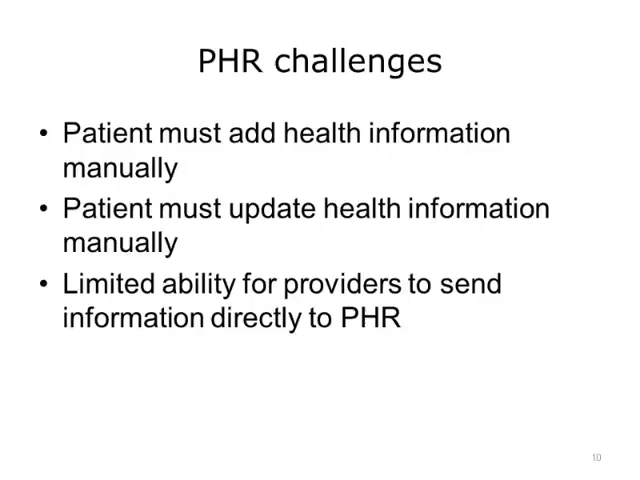 PHR challenges
• Patient must add health information
manually
• Patient must update health information
manually
• Limited ability for providers to send
information directly to PHR
10